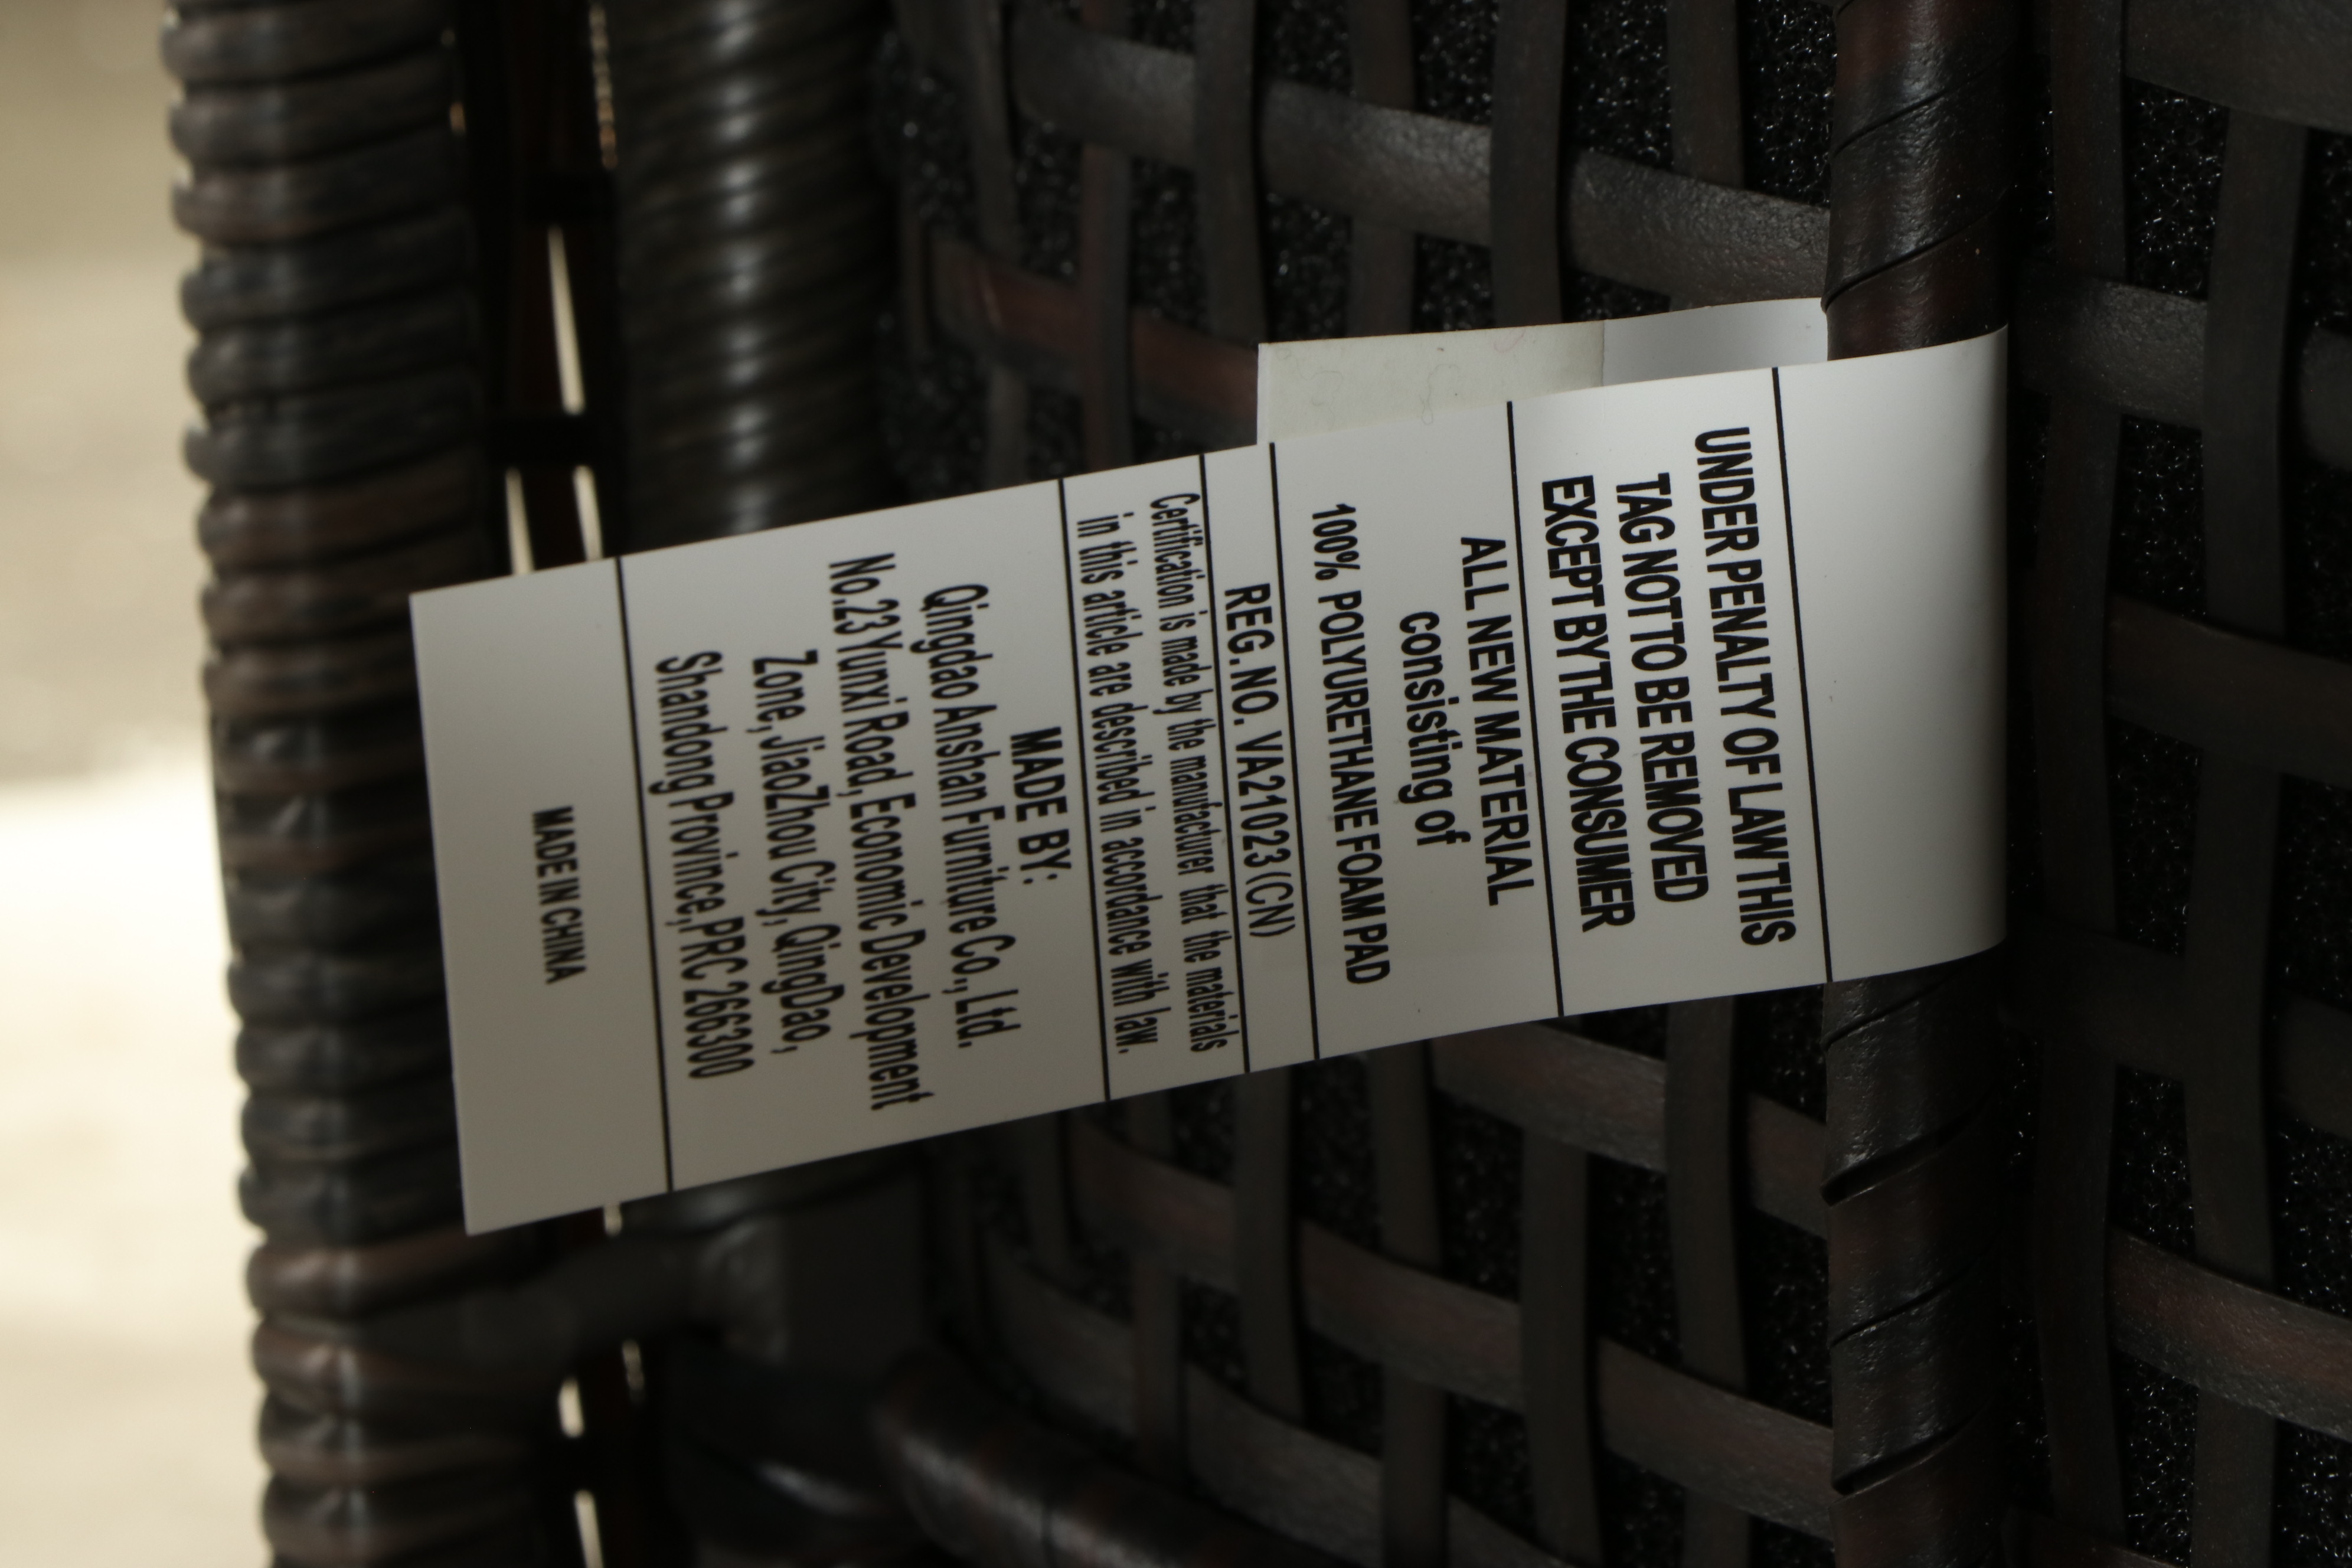 UNDER PENALTY OF LAW THIS
TAG NOT TO BE REMOVED
EXCEPT BY THE CONSUMER
ALL NEW MATERIAL
consisting of
100% POLYURETHANE FOAM PAD
REG. NO. VA21023 (CN)
Certification is made by the manufacturer that the materials
in this article are described in accordance with law.
MADE BY:
Qingdao Anshan Furniture Co., Ltd.
No.23 Yunxi Road, Economic Development
Zone, JiaoZhou City, QingDao,
Shandong Province, PRC 266300
MADE IN CHINA